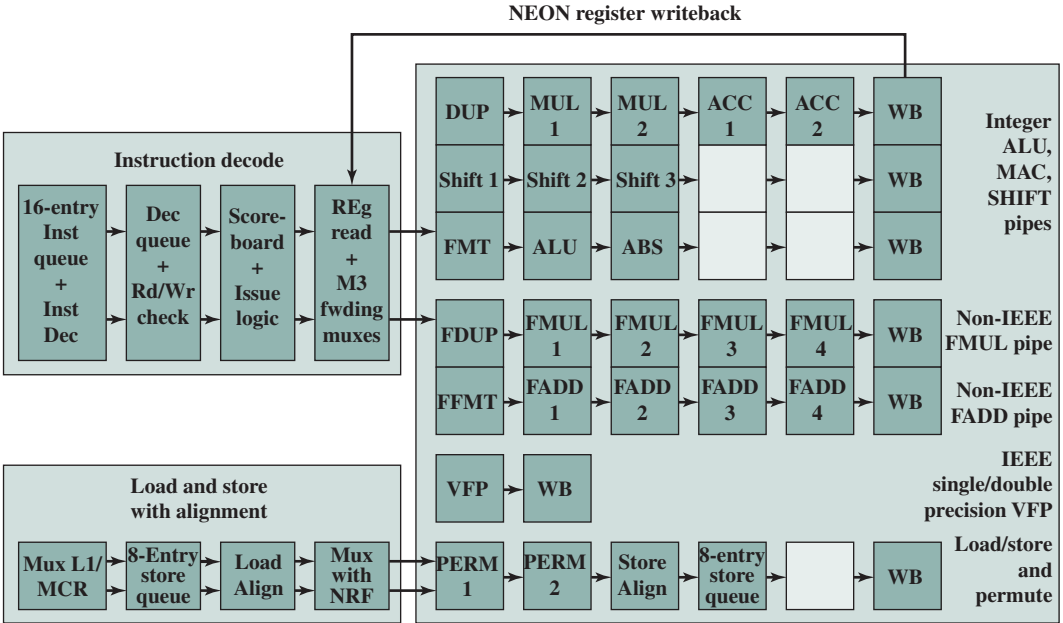 NEON register writeback
Instruction decode
16-entry
Inst
queue
+
Inst
Dec
Dec
queue
+
Rd/Wr
check
Score-
board
+
Issue
logic
REg
read
+
M3
fwding
muxes
DUP
MUL
1
MUL
2
ACC
1
ACC
2
WB
Shift 1
Shift 2
Shift 3
WB
FMT
ALU
ABS
WB
Integer
ALU,
MAC,
SHIFT
pipes
FDUP
FMUL
1
FMUL
2
FMUL
3
FMUL
4
WB
Non-IEEE
FMUL pipe
FFMT
FADD
1
FADD
2
FADD
3
FADD
4
WB
Non-IEEE
FADD pipe
VFP
WB
IEEE
single/double
precision VFP
Load and store
with alignment
Mux L1/
MCR
8-Entry
store
queue
Load
Align
Mux
with
NRF
PERM
1
PERM
2
Store
Align
8-entry
store
queue
WB
Load/store
and
permute